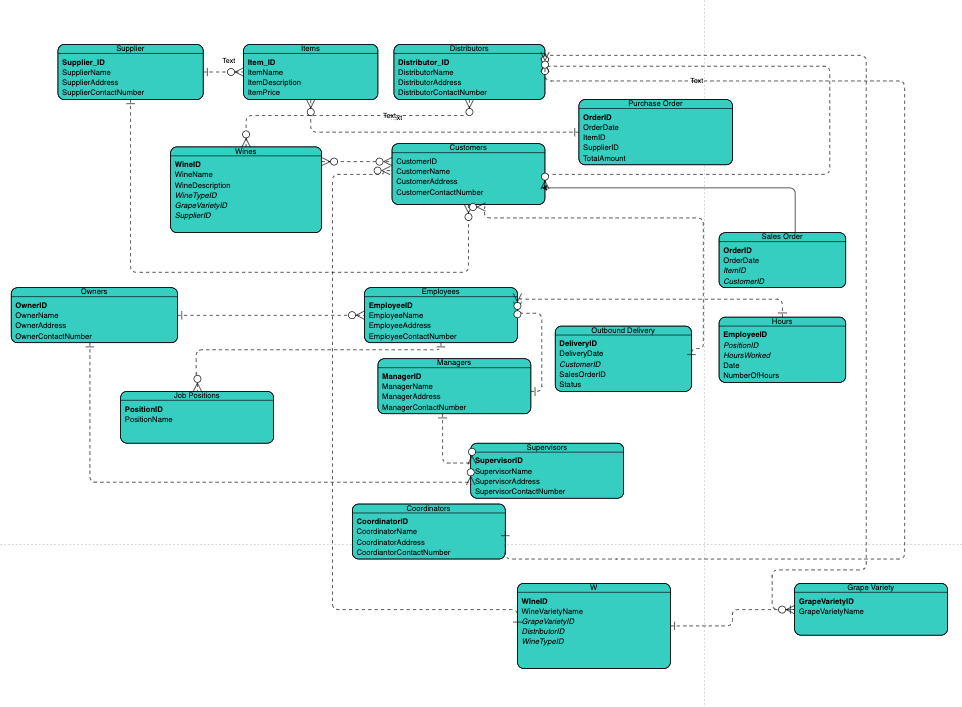 Supplier
Supplier_ID
SupplierName
SupplierAddress
SupplierContactNumber
Text
Items
Item_ID
ItemName
ItemDescription
ItemPrice
Distributors
Distributor_ID
DistributorName
DistributorAddress
DistributorContactNumber
Text
Text
Purchase Order
OrderID
OrderDate
ItemID
SupplierID
TotalAmount
Wines
WineID
WineName
WineDescription
WineTypeID
GrapeVarietyID
SupplierID
Customers
CustomerID
CustomerName
CustomerAddress
CustomerContactNumber
Sales Order
OrderID
OrderDate
ItemID
CustomerID
Owners
OwnerID
OwnerName
OwnerAddress
OwnerContactNumber
Employees
EmployeeID
EmployeeName
EmployeeAddress
EmployeeContactNumber
Outbound Delivery
DeliveryID
DeliveryDate
CustomerID
SalesOrderID
Status
Hours
EmployeeID
PositionID
HoursWorked
Date
NumberOfHours
Managers
ManagerID
ManagerName
ManagerAddress
ManagerContactNumber
Job Positions
PositionID
PositionName
Supervisors
SupervisorID
SupervisorName
SupervisorAddress
SupervisorContactNumber
Coordinators
CoordinatorID
CoordinatorName
CoordinatorAddress
CoordiantorContactNumber
W
WIneID
WineVarietyName
GrapeVarietyID
DistributorID
WineTypeID
Grape Variety
GrapeVarietyID
GrapeVarietyName